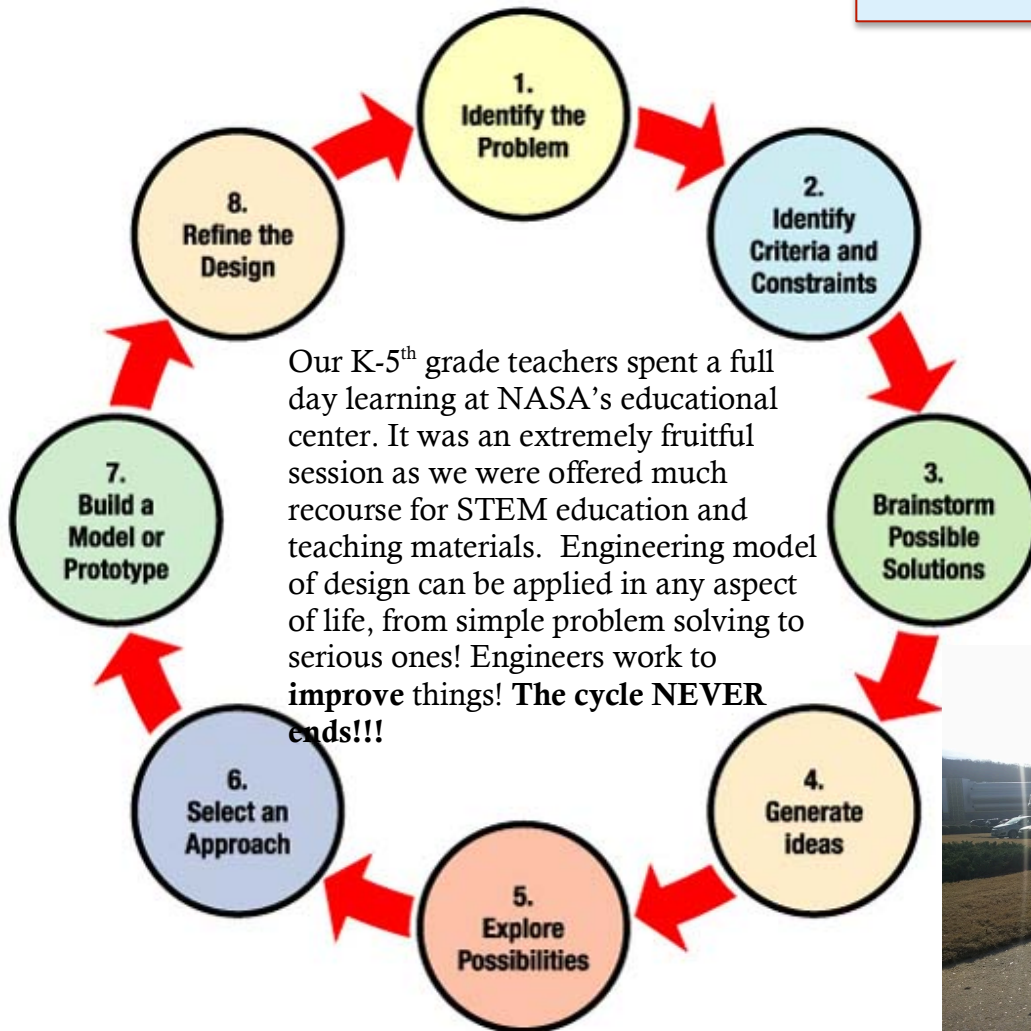 1.
Identify the
Problem
2.
Identify
Criteria and
Constraints
3.
Brainstorm
Possible
Solutions
4.
Generate
ideas
5.
Explore
Possibilities
6.
Select an
Approach
7.
Build a
Model or
Prototype
8.
Refine the
Design
Our K-5th grade teachers spent a full
day learning at NASA’s educational
center. It was an extremely fruitful
session as we were offered much
recourse for STEM education and
teaching materials.  Engineering model
of design can be applied in any aspect
of life, from simple problem solving to
serious ones! Engineers work to
improve things! The cycle NEVER
ends!!!